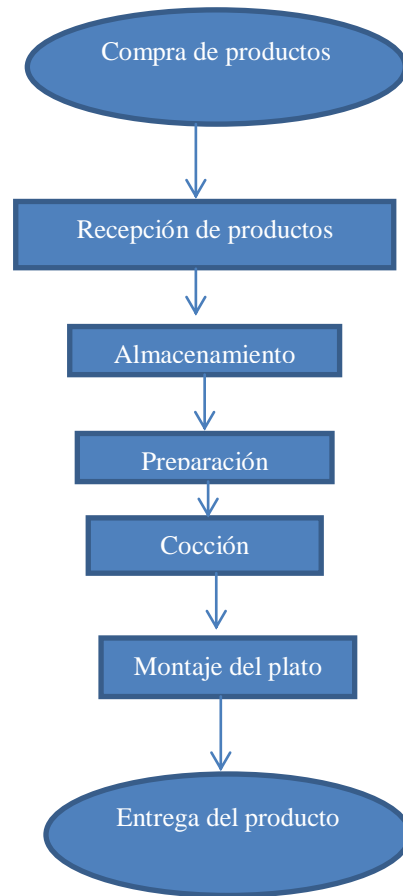 Compra de productos
Recepción de productos
Almacenamiento
Preparación
Cocción
Montaje del plato
Entrega del producto